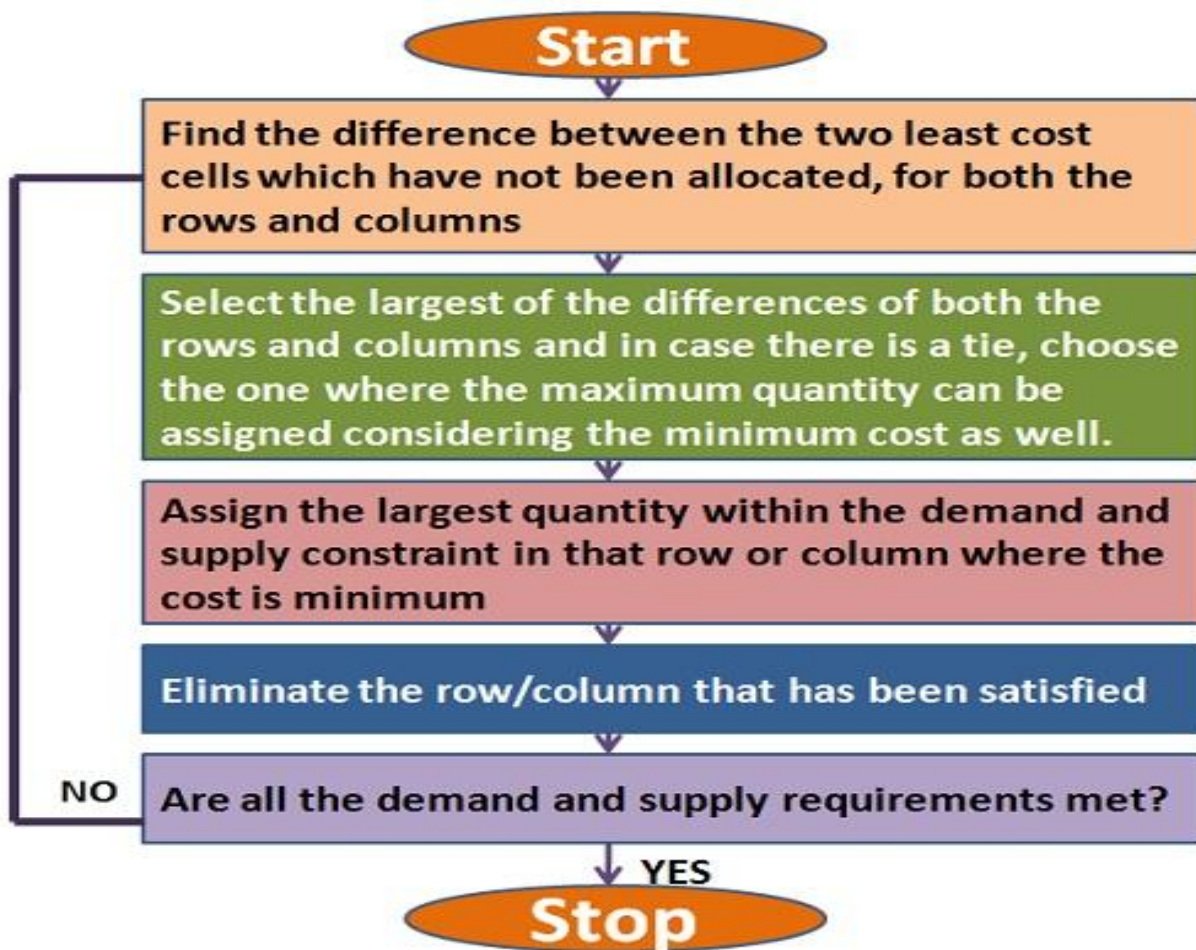 Start
Find the difference between the two least cost
cells which have not been allocated, for both the
rows and columns
Select the largest of the differences of both the
rows and columns and in case there is a tie, choose
the one where the maximum quantity can be
assigned considering the minimum cost as well.
Assign the largest quantity within the demand and
supply constraint in that row or column where the
cost is minimum
Eliminate the row/column that has been satisfied
NO
Are all the demand and supply requirements met?
YES
Stop